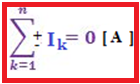 n
∑ ± I_k = 0 [ A ]
k=1